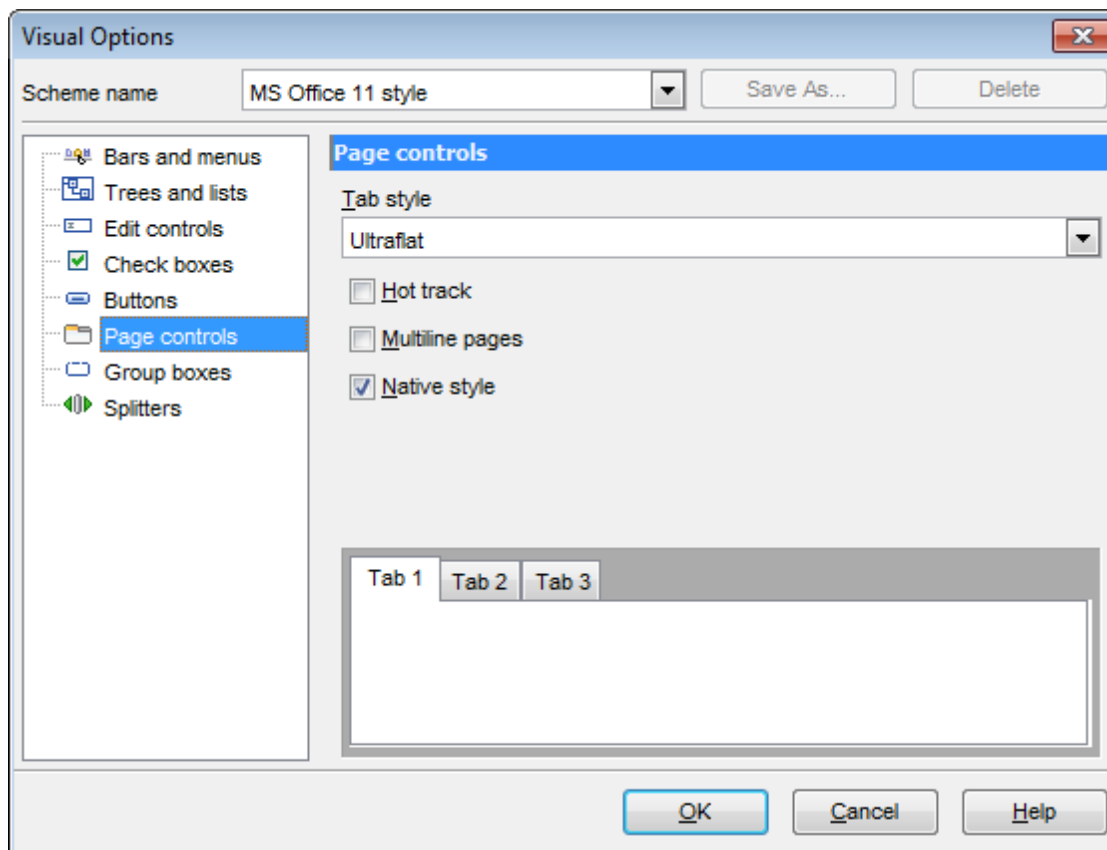 Visual Options
Scheme name MS Office 11 style Save As... Delete
Bars and menus
Trees and lists
Edit controls
Check boxes
Buttons
Page controls
Group boxes
Splitters
Page controls
Tab style
Ultraflat
Hot track
Multiline pages
Native style
Tab 1 Tab 2 Tab 3
OK Cancel Help